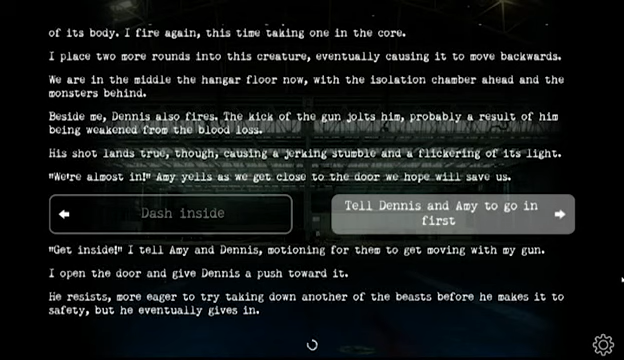 of its body. I fire again, this time taking one in the core.
I place two more rounds into this creature, eventually causing it to move backwards.
We are in the middle the hangar floor now, with the isolation chamber ahead and the
monsters behind.
Beside me, Dennis also fires. The kick of the gun jolts him, probably a result of him
being weakened from the blood loss.
His shot lands true, though, causing a jerking stumble and a flickering of its light.
"We're almost in!" Amy yells as we get close to the door we hope will save us.
Dash inside
Tell Dennis and Amy to go in
first
"Get inside!" I tell Amy and Dennis, motioning for them to get moving with my gun.
I open the door and give Dennis a push toward it.
He resists, more eager to try taking down another of the beasts before he makes it to
safety, but he eventually gives in.